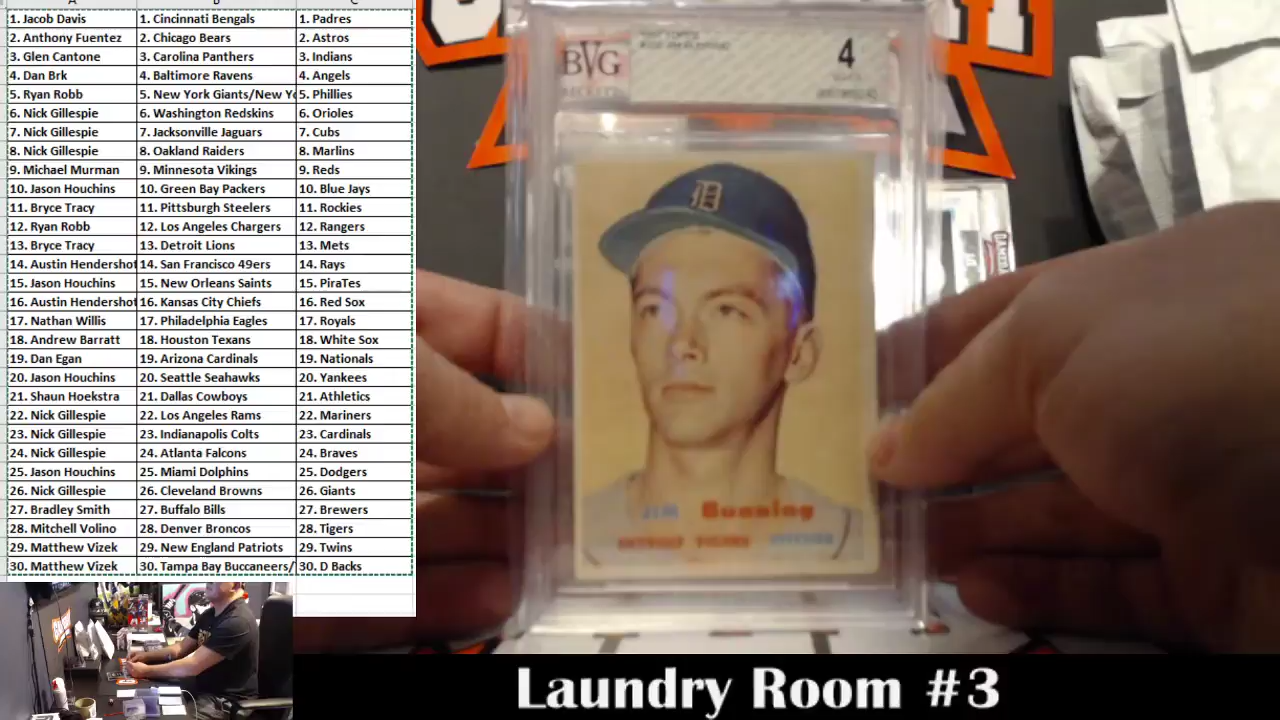 A B C
1. Jacob Davis 1. Cincinnati Bengals 1. Padres
2. Anthony Fuentez 2. Chicago Bears 2. Astros
3. Glen Cantone 3. Carolina Panthers 3. Indians
4. Dan Brk 4. Baltimore Ravens 4. Angels
5. Ryan Robb 5. New York Giants/New Yo 5. Phillies
6. Nick Gillespie 6. Washington Redskins 6. Orioles
7. Nick Gillespie 7. Jacksonville Jaguars 7. Cubs
8. Nick Gillespie 8. Oakland Raiders 8. Marlins
9. Michael Murman 9. Minnesota Vikings 9. Reds
10. Jason Houchins 10. Green Bay Packers 10. Blue Jays
11. Bryce Tracy 11. Pittsburgh Steelers 11. Rockies
12. Ryan Robb 12. Los Angeles Chargers 12. Rangers
13. Bryce Tracy 13. Detroit Lions 13. Mets
14. Austin Hendershot 14. San Francisco 49ers 14. Rays
15. Jason Houchins 15. New Orleans Saints 15. PiraTes
16. Austin Hendershot 16. Kansas City Chiefs 16. Red Sox
17. Nathan Willis 17. Philadelphia Eagles 17. Royals
18. Andrew Barratt 18. Houston Texans 18. White Sox
19. Dan Egan 19. Arizona Cardinals 19. Nationals
20. Jason Houchins 20. Seattle Seahawks 20. Yankees
21. Shaun Hoekstra 21. Dallas Cowboys 21. Athletics
22. Nick Gillespie 22. Los Angeles Rams 22. Mariners
23. Nick Gillespie 23. Indianapolis Colts 23. Cardinals
24. Nick Gillespie 24. Atlanta Falcons 24. Braves
25. Jason Houchins 25. Miami Dolphins 25. Dodgers
26. Nick Gillespie 26. Cleveland Browns 26. Giants
27. Bradley Smith 27. Buffalo Bills 27. Brewers
28. Mitchell Volino 28. Denver Broncos 28. Tigers
29. Matthew Vizek 29. New England Patriots 29. Twins
30. Matthew Vizek 30. Tampa Bay Buccaneers/ 30. D Backs
BVG
4
D
Jim Bunning
DETROIT TIGERS PITCHER
Laundry Room #3